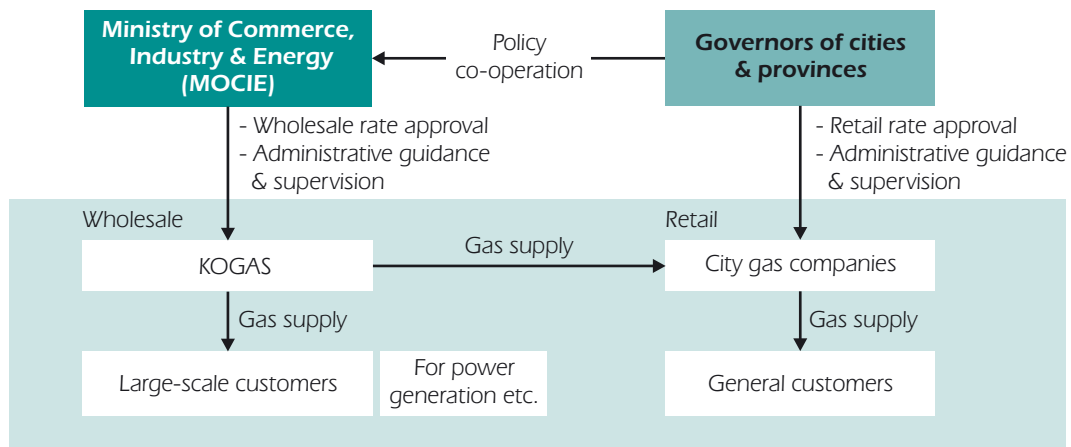 Ministry of Commerce,
Industry & Energy
(MOCIE)
Policy
co-operation
Governors of cities
& provinces
- Wholesale rate approval
- Administrative guidance
& supervision
- Retail rate approval
- Administrative guidance
& supervision
Wholesale
Retail
KOGAS
Gas supply
City gas companies
Gas supply
Gas supply
Large-scale customers
For power
generation etc.
General customers